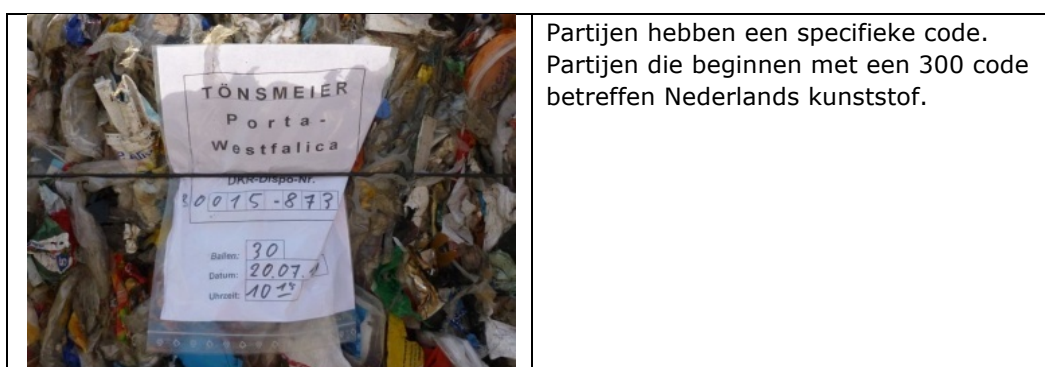 TÖNSMEIER
Porta-
Westfalica
DKR-Dispo-Nr.
30015-873
Ballen: 30
Datum: 20.07.
Uhrzeit: 10
Partijen hebben een specifieke code.
Partijen die beginnen met een 300 code
betreffen Nederlands kunststof.